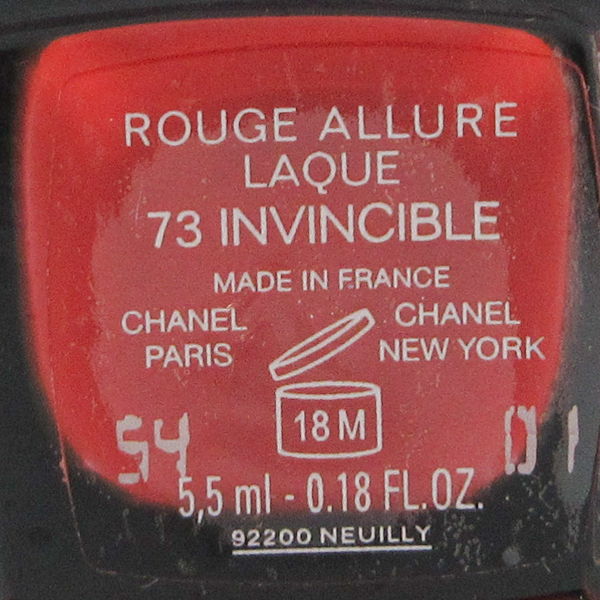 ROUGE ALLURE
LAQUE
73 INVINCIBLE
MADE IN FRANCE
CHANEL
PARIS
CHANEL
NEW YORK
18 M
54
01
5,5 ml - 0.18 FL.OZ.
92200 NEUILLY